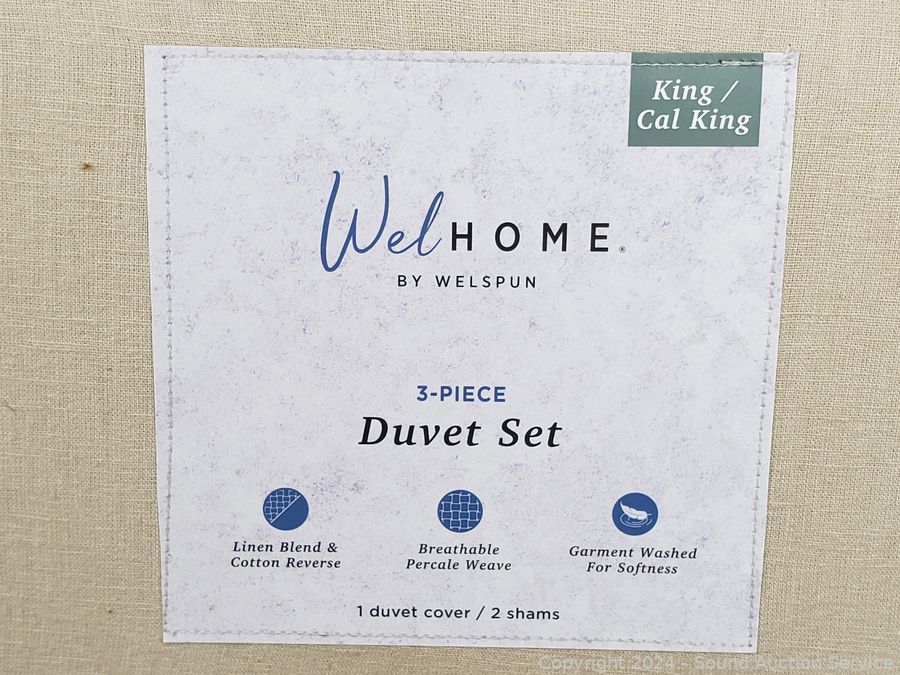 King /
Cal King
WelHOME®
BY WELSPUN
3-PIECE
Duvet Set
Linen Blend &
Cotton Reverse
Breathable
Percale Weave
Garment Washed
For Softness
1 duvet cover / 2 shams
Copyright 2024 - Sound Auction Service